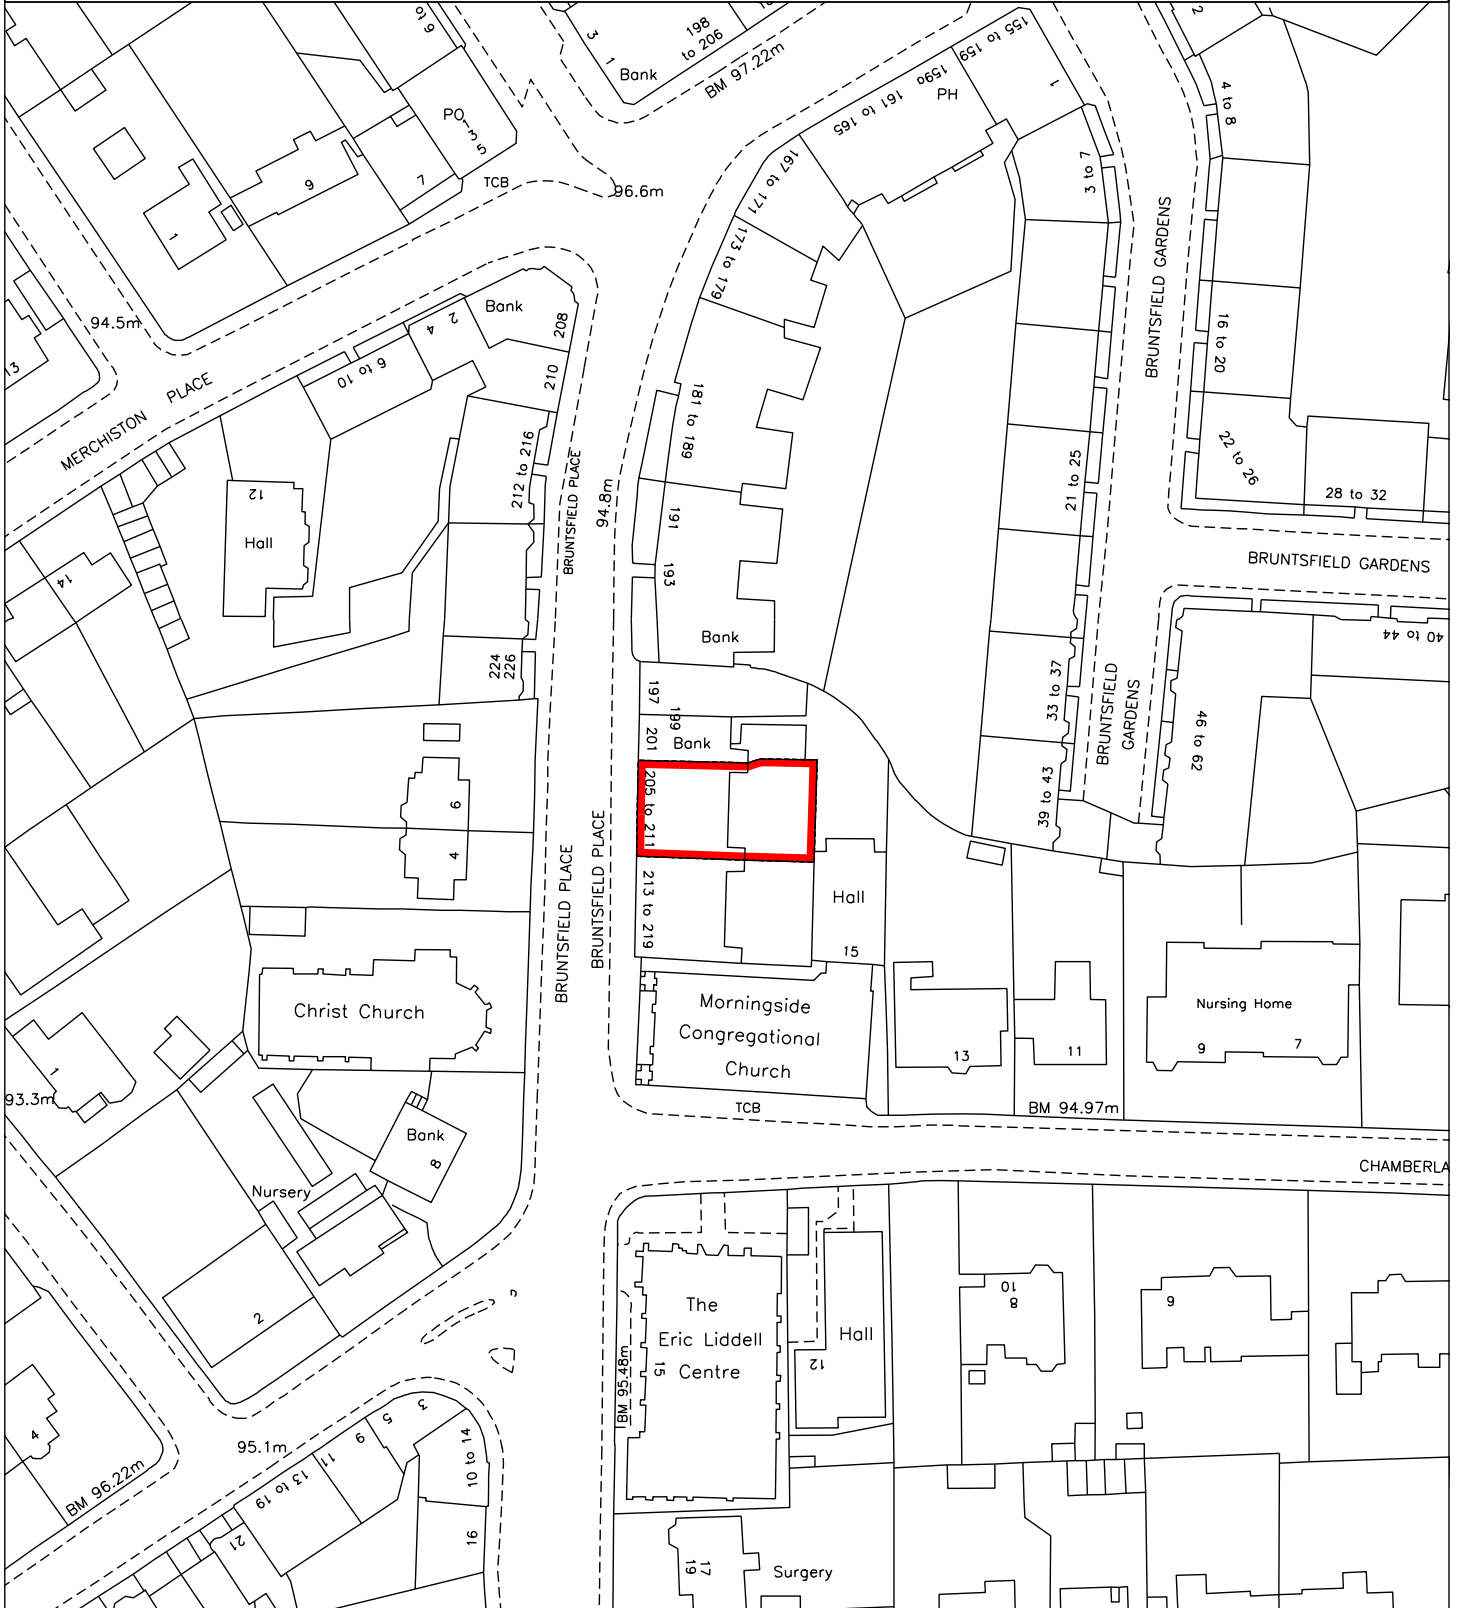 to 9
3
1
Bank
198
to 206
BM 97.22m
155 to 159
159a
161 to 165
PH
1
2
4 to 8
PO
1
3
5
7
9
1
TCB
96.6m
167 to 171
173 to 179
3 to 7
BRUNTSFIELD GARDENS
94.5m
13
MERCHISTON PLACE
Bank
2
4
6 to 10
208
210
212 to 216
BRUNTSFIELD PLACE
94.8m
181 to 189
16 to 20
22 to 26
28 to 32
21 to 25
12
Hall
14
191
193
Bank
BRUNTSFIELD GARDENS
40 to 44
224
226
197
199
201
Bank
33 to 37
BRUNTSFIELD
GARDENS
46 to 62
39 to 43
6
4
205 to 211
213 to 219
BRUNTSFIELD PLACE
BRUNTSFIELD PLACE
Hall
15
Christ Church
Morningside
Congregational
Church
Nursing Home
13
11
9
7
1
93.3m
TCB
BM 94.97m
Bank
8
Nursery
CHAMBERLA
2
The
Eric Liddell
Centre
15
BM 95.48m
Hall
12
10
8
6
4
95.1m
BM 96.22m
3
5
9
11
13 to 19
21
10 to 14
16
17
19
Surgery